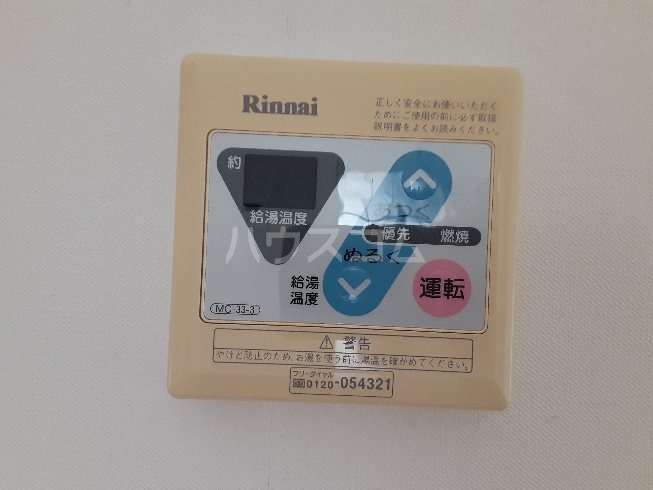 Rinnai
正しく安全にお使いいただく
ためにご使用の前に必ず取扱
説明書をよくお読みください。
約
給湯温度
あつく
優先 燃焼
ハウスコム
ぬるく
給湯
温度
運転
MC-33-3
⚠ 警告
やけど防止のため、お湯を使う前に湯温を確かめてください。
フリーダイヤル
0120-054321